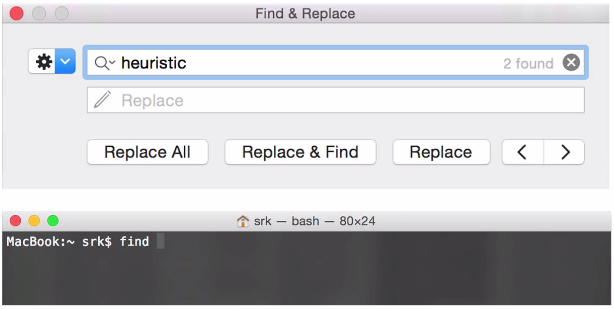 Find & Replace
heuristic 2 found
Replace
Replace All Replace & Find Replace
srk — bash — 80×24
MacBook:~ srk$ find